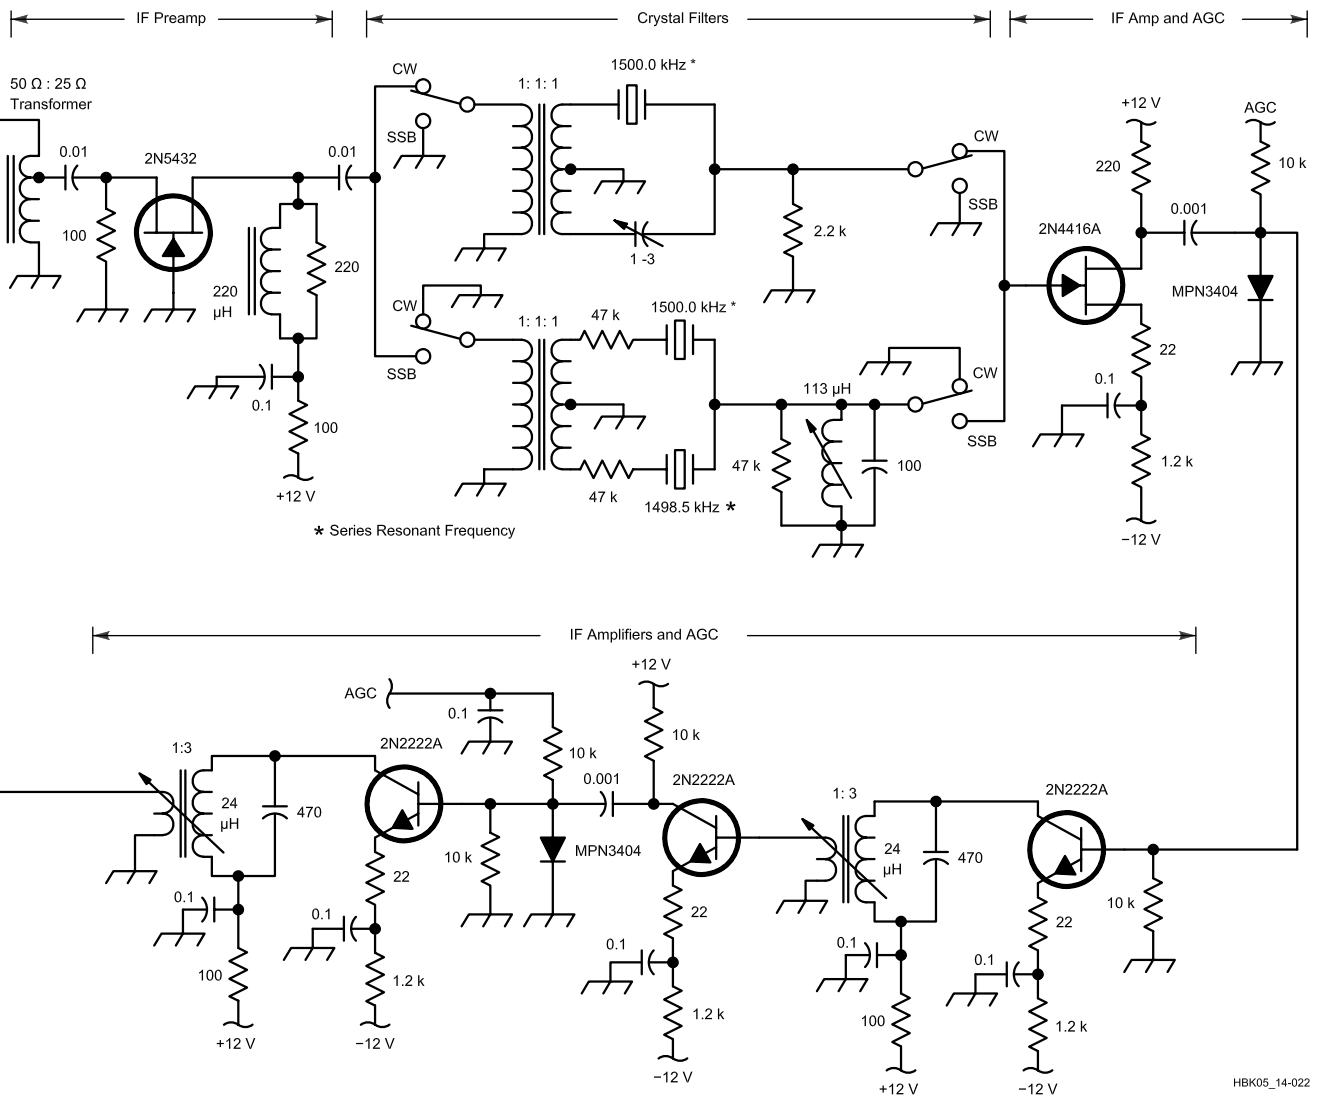 IF Preamp
Crystal Filters
IF Amp and AGC
50 Ω : 25 Ω
Transformer
0.01
2N5432
0.01
100
220
220
µH
0.1
100
+12 V
CW
SSB
1: 1: 1
1500.0 kHz *
1 -3
2.2 k
CW
SSB
CW
SSB
1: 1: 1
47 k
1500.0 kHz *
47 k
1498.5 kHz *
113 µH
47 k
100
CW
SSB
* Series Resonant Frequency
+12 V
220
2N4416A
0.001
AGC
10 k
MPN3404
22
0.1
1.2 k
−12 V
IF Amplifiers and AGC
AGC
0.1
10 k
1:3
24
µH
470
0.1
100
+12 V
2N2222A
22
0.1
1.2 k
−12 V
10 k
MPN3404
0.001
+12 V
10 k
2N2222A
22
0.1
1.2 k
−12 V
1: 3
24
µH
470
0.1
100
+12 V
2N2222A
22
0.1
1.2 k
−12 V
10 k
HBK05_14-022